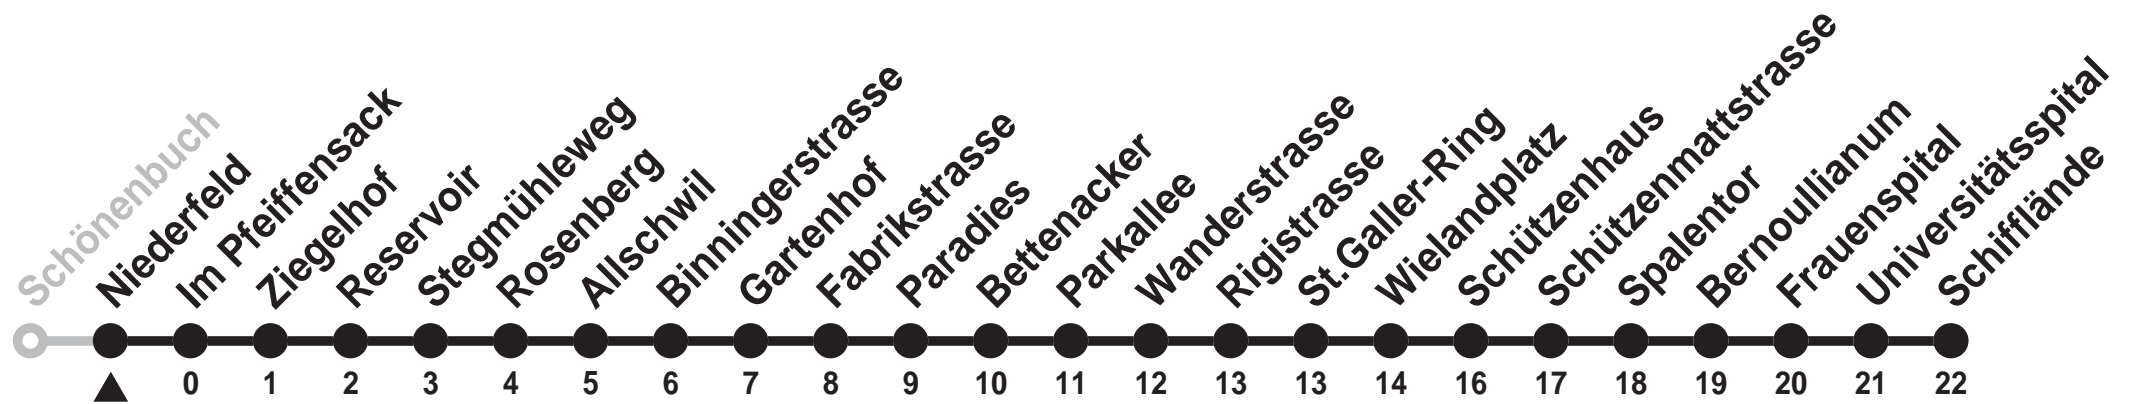 Schönenbuch
Niederfeld
Im Pfeiffensack
Ziegelhof
Reservoir
Stegmühleweg
Rosenberg
Allschwil
Binningerstrasse
Gartenhof
Fabrikstrasse
Paradies
Bettenacker
Parkallee
Wanderstrasse
Rigistrasse
St.Galler-Ring
Wielandplatz
Schützenhaus
Schützenmattstrasse
Spalentor
Bernoullianum
Frauenspital
Universitätsspital
Schifflände
0 1 2 3 4 5 6 7 8 9 10 11 12 13 13 14 16 17 18 19 20 21 22